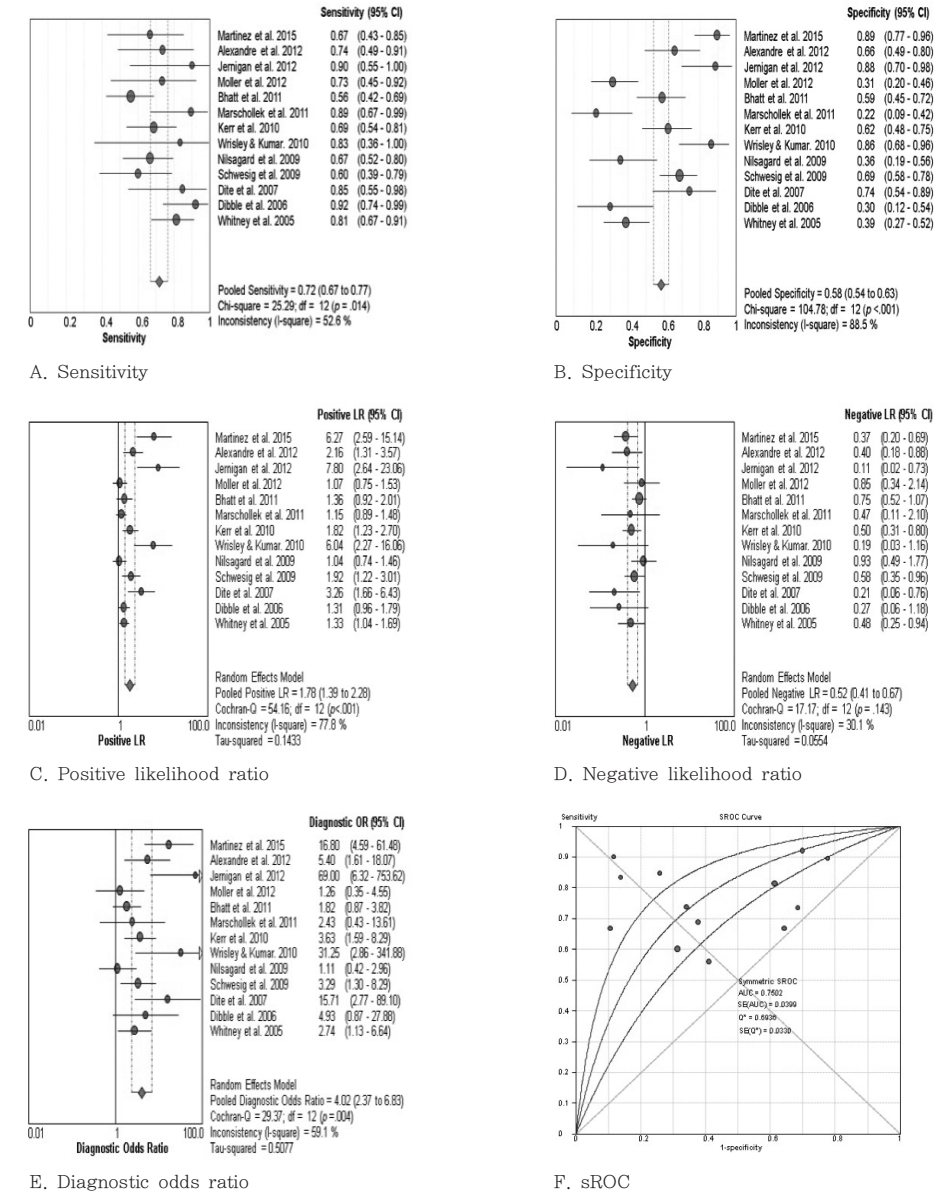 Sensitivity (95% CI)
Martinez et al. 2015 0.67 (0.43 - 0.85)
Alexandre et al. 2012 0.74 (0.49 - 0.91)
Jernigan et al. 2012 0.90 (0.55 - 1.00)
Moller et al. 2012 0.73 (0.45 - 0.92)
Bhatt et al. 2011 0.56 (0.42 - 0.69)
Marschollek et al. 2011 0.89 (0.67 - 0.99)
Kerr et al. 2010 0.69 (0.54 - 0.81)
Wrisley & Kumar. 2010 0.83 (0.36 - 1.00)
Nilsagard et al. 2009 0.67 (0.52 - 0.80)
Schwesig et al. 2009 0.60 (0.39 - 0.79)
Dite et al. 2007 0.85 (0.55 - 0.98)
Dibble et al. 2006 0.92 (0.74 - 0.99)
Whitney et al. 2005 0.81 (0.67 - 0.91)
Pooled Sensitivity = 0.72 (0.67 to 0.77)
Chi-square = 25.29; df = 12 (p = .014)
Inconsistency (I-square) = 52.6 %
0 0.2 0.4 0.6 0.8 1
Sensitivity
A. Sensitivity
Specificity (95% CI)
Martinez et al. 2015 0.89 (0.77 - 0.96)
Alexandre et al. 2012 0.66 (0.49 - 0.80)
Jernigan et al. 2012 0.88 (0.70 - 0.98)
Moller et al. 2012 0.31 (0.20 - 0.46)
Bhatt et al. 2011 0.59 (0.45 - 0.72)
Marschollek et al. 2011 0.22 (0.09 - 0.42)
Kerr et al. 2010 0.62 (0.48 - 0.75)
Wrisley & Kumar. 2010 0.86 (0.68 - 0.96)
Nilsagard et al. 2009 0.36 (0.19 - 0.56)
Schwesig et al. 2009 0.69 (0.58 - 0.78)
Dite et al. 2007 0.74 (0.54 - 0.89)
Dibble et al. 2006 0.30 (0.12 - 0.54)
Whitney et al. 2005 0.39 (0.27 - 0.52)
Pooled Specificity = 0.58 (0.54 to 0.63)
Chi-square = 104.78; df = 12 (p <.001)
Inconsistency (I-square) = 88.5 %
0 0.2 0.4 0.6 0.8 1
Specificity
B. Specificity
Positive LR (95% CI)
Martinez et al. 2015 6.27 (2.59 - 15.14)
Alexandre et al. 2012 2.16 (1.31 - 3.57)
Jernigan et al. 2012 7.80 (2.64 - 23.06)
Moller et al. 2012 1.07 (0.75 - 1.53)
Bhatt et al. 2011 1.36 (0.92 - 2.01)
Marschollek et al. 2011 1.15 (0.89 - 1.48)
Kerr et al. 2010 1.82 (1.23 - 2.70)
Wrisley & Kumar. 2010 6.04 (2.27 - 16.06)
Nilsagard et al. 2009 1.04 (0.74 - 1.46)
Schwesig et al. 2009 1.92 (1.22 - 3.01)
Dite et al. 2007 3.26 (1.66 - 6.43)
Dibble et al. 2006 1.31 (0.96 - 1.79)
Whitney et al. 2005 1.33 (1.04 - 1.69)
Random Effects Model
Pooled Positive LR = 1.78 (1.39 to 2.28)
Cochran-Q = 54.16; df = 12 (p<.001)
Inconsistency (I-square) = 77.8 %
Tau-squared = 0.1433
0.01 1 100.0
Positive LR
C. Positive likelihood ratio
Negative LR (95% CI)
Martinez et al. 2015 0.37 (0.20 - 0.69)
Alexandre et al. 2012 0.40 (0.18 - 0.88)
Jernigan et al. 2012 0.11 (0.02 - 0.73)
Moller et al. 2012 0.85 (0.34 - 2.14)
Bhatt et al. 2011 0.75 (0.52 - 1.07)
Marschollek et al. 2011 0.47 (0.11 - 2.10)
Kerr et al. 2010 0.50 (0.31 - 0.80)
Wrisley & Kumar. 2010 0.19 (0.03 - 1.16)
Nilsagard et al. 2009 0.93 (0.49 - 1.77)
Schwesig et al. 2009 0.58 (0.35 - 0.96)
Dite et al. 2007 0.21 (0.06 - 0.76)
Dibble et al. 2006 0.27 (0.06 - 1.18)
Whitney et al. 2005 0.48 (0.25 - 0.94)
Random Effects Model
Pooled Negative LR = 0.52 (0.41 to 0.67)
Cochran-Q = 17.17; df = 12 (p = .143)
Inconsistency (I-square) = 30.1 %
Tau-squared = 0.0554
0.01 1 100.0
Negative LR
D. Negative likelihood ratio
Diagnostic OR (95% CI)
Martinez et al. 2015 16.80 (4.59 - 61.48)
Alexandre et al. 2012 5.40 (1.61 - 18.07)
Jernigan et al. 2012 69.00 (6.32 - 753.62)
Moller et al. 2012 1.26 (0.35 - 4.55)
Bhatt et al. 2011 1.82 (0.87 - 3.82)
Marschollek et al. 2011 2.43 (0.43 - 13.61)
Kerr et al. 2010 3.63 (1.59 - 8.29)
Wrisley & Kumar. 2010 31.25 (2.86 - 341.88)
Nilsagard et al. 2009 1.11 (0.42 - 2.96)
Schwesig et al. 2009 3.29 (1.30 - 8.29)
Dite et al. 2007 15.71 (2.77 - 89.10)
Dibble et al. 2006 4.93 (0.87 - 27.88)
Whitney et al. 2005 2.74 (1.13 - 6.64)
Random Effects Model
Pooled Diagnostic Odds Ratio = 4.02 (2.37 to 6.83)
Cochran-Q = 29.37; df = 12 (p =.004)
Inconsistency (I-square) = 59.1 %
Tau-squared = 0.5077
0.01 1 100.0
Diagnostic Odds Ratio
E. Diagnostic odds ratio
Sensitivity SROC Curve
1
0.9
0.8
0.7
0.6
0.5
0.4
0.3
0.2
0.1
0
Symmetric SROC
AUC = 0.7502
SE(AUC) = 0.0399
Q* = 0.6936
SE(Q*) = 0.0330
0 0.2 0.4 0.6 0.8 1
1-specificity
F. sROC